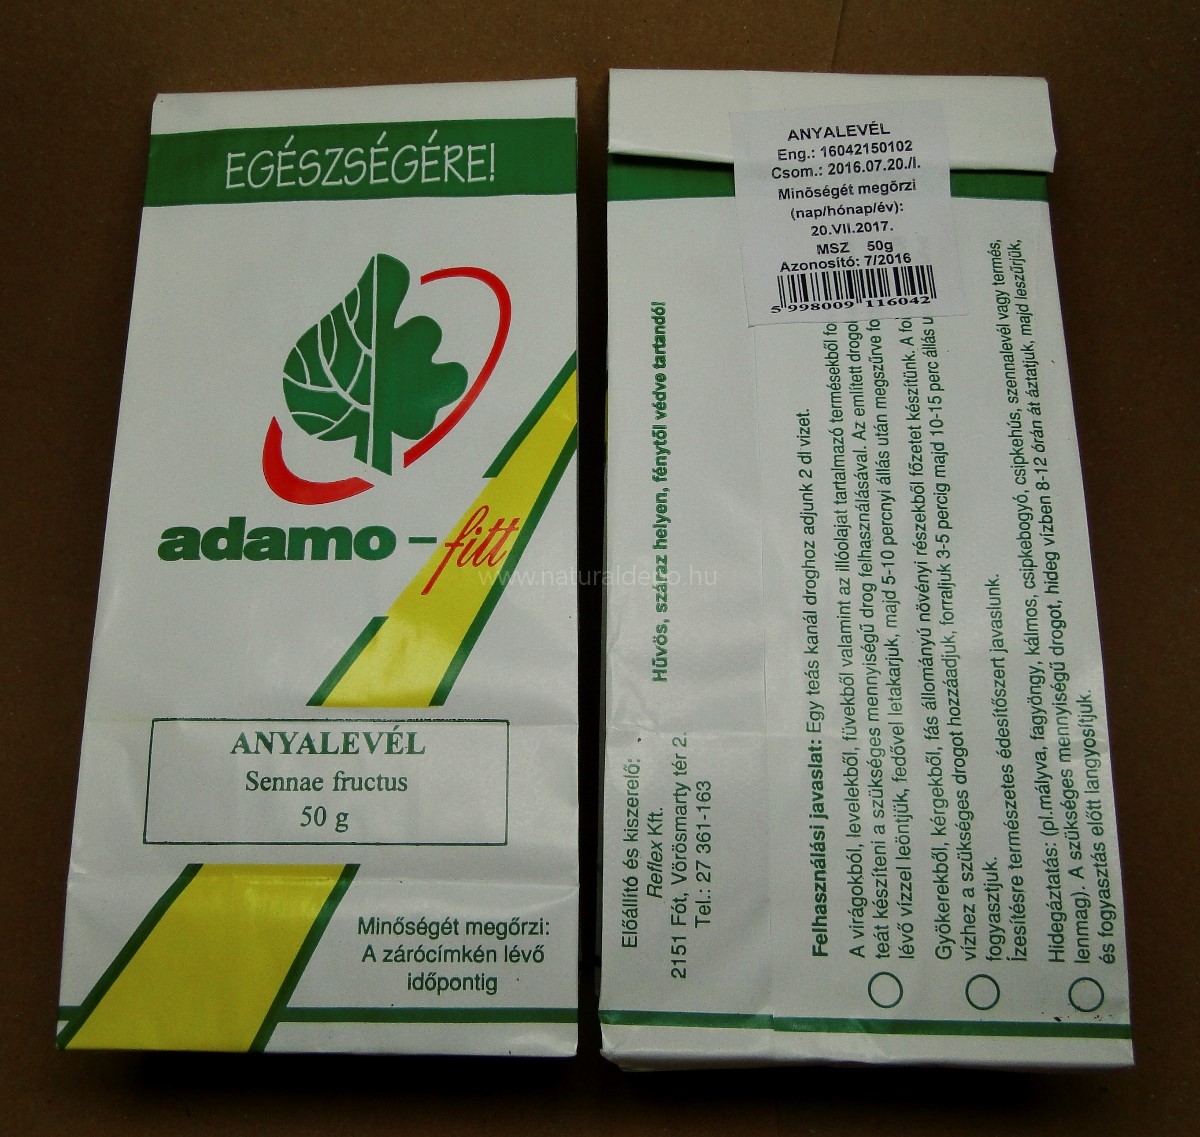 EGÉSZSÉGÉRE!
adamo – fitt
ANYALEVÉL
Sennae fructus
50 g
Minőségét megőrzi:
A zárócímkén lévő
időpontig
www.naturaldepo.hu
ANYALEVÉL
Eng.: 16042150102
Csom.: 2016.07.20./I.
Minőségét megőrzi
(nap/hónap/év):
20.VII.2017.
MSZ 50g
Azonosító: 7/2016
5 998009 116042
Előállító és kiszerelő:
Reflex Kft.
2151 Fót, Vörösmarty tér 2.
Tel.: 27 361-163
Hűvös, száraz helyen, fénytől védve tartandó!
Felhasználási javaslat: Egy teás kanál droghoz adjunk 2 dl vizet.
A virágokból, levelekből, füvekből valamint az illóolajat tartalmazó termésekből
teát készíteni a szükséges mennyiségű drog felhasználásával. Az említett
lévő vízzel leöntjük, fedővel letakarjuk, majd 5-10 percnyi állás után megszűrve
Gyökerekből, kérgekből, fás állományú növényi részekből főzetet készítünk. A
vízhez a szükséges drogot hozzáadjuk, forraljuk 3-5 percig majd 10-15 perc állás
fogyasztjuk.
Ízesítésre természetes édesítőszert javaslunk.
Hidegáztatás: (pl.mályva, fagyöngy, kálmos, csipkebogyó, csipkehús, szennalevél vagy termés,
lenmag). A szükséges mennyiségű drogot, hideg vízben 8-12 órán át áztatjuk, majd leszűrjük,
és fogyasztás előtt langyosítjuk.